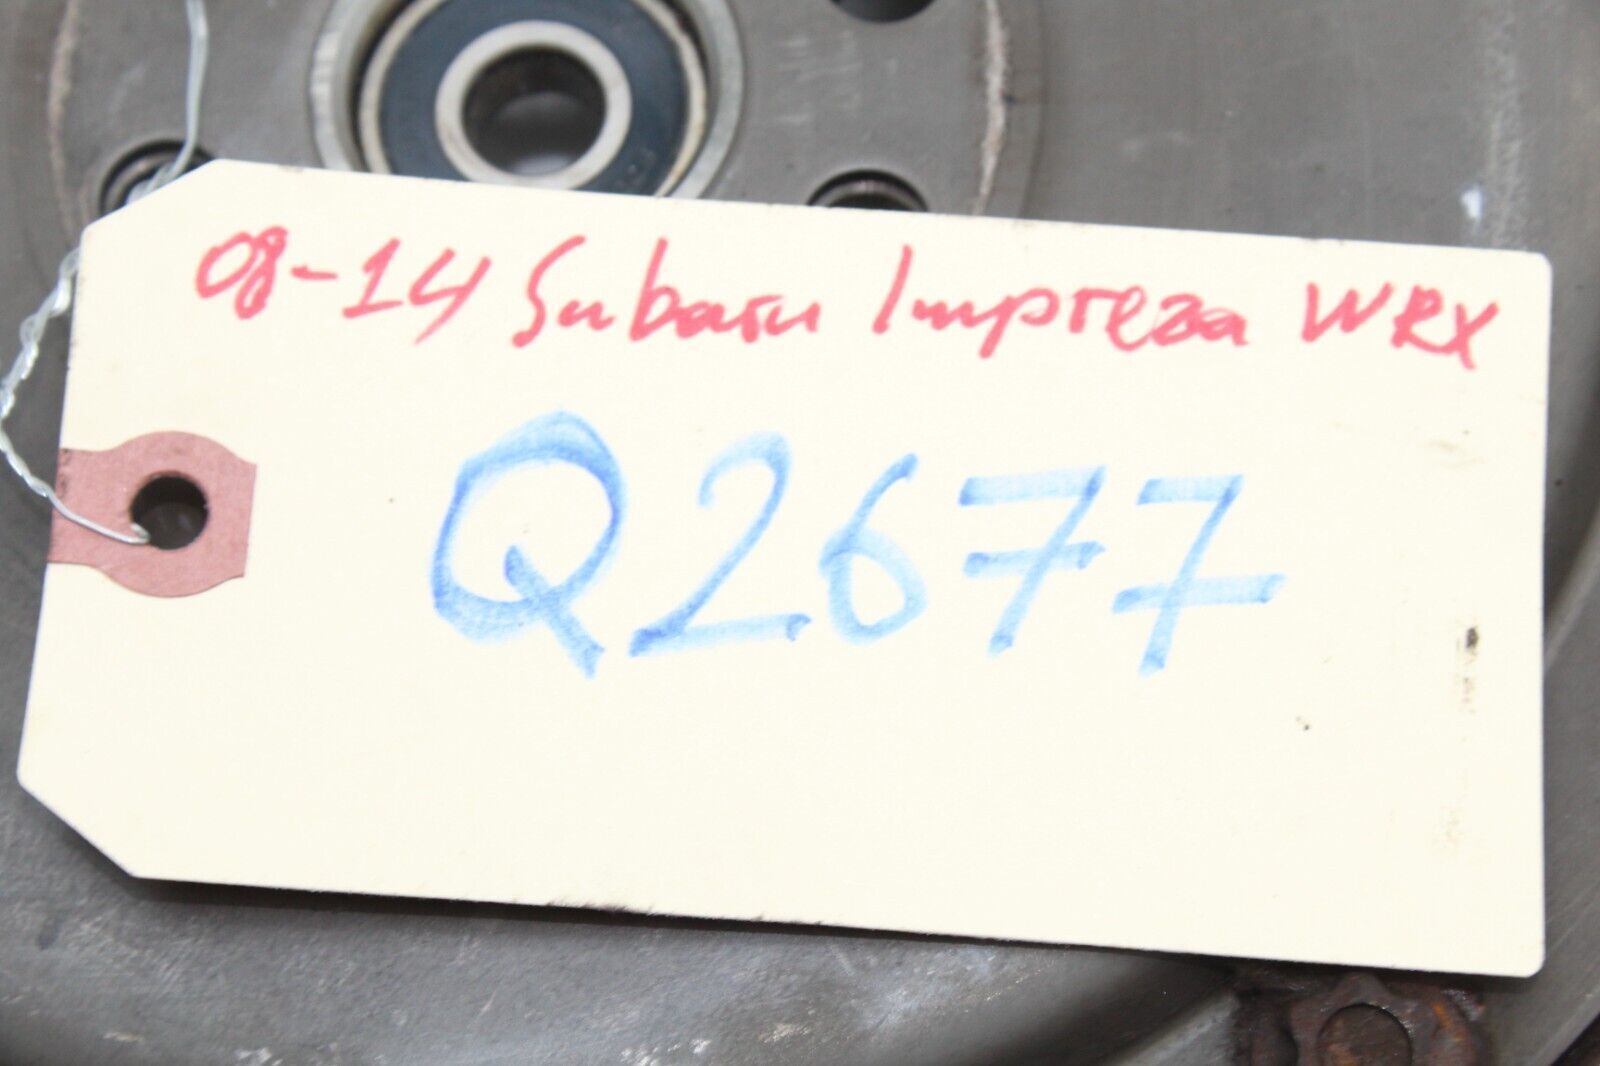 08-14 Subaru Impreza WRX
Q2677